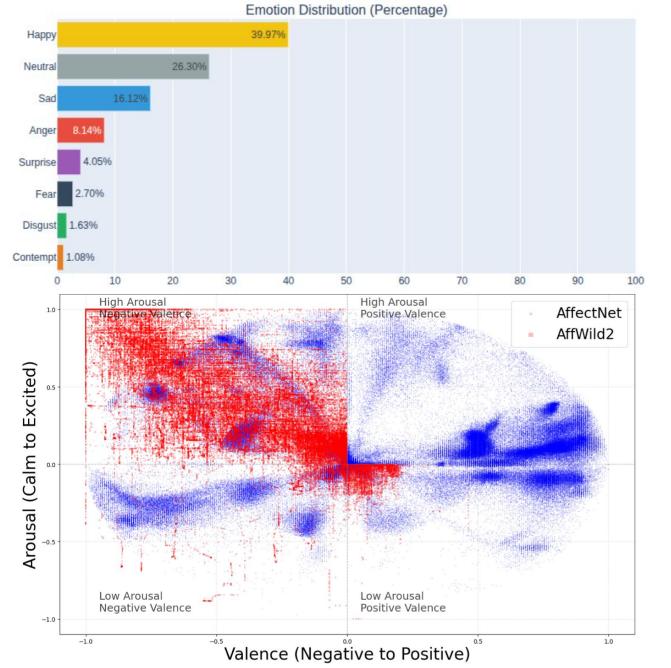 Emotion Distribution (Percentage)
Happy 39.97%
Neutral 26.30%
Sad 16.12%
Anger 8.14%
Surprise 4.05%
Fear 2.70%
Disgust 1.63%
Contempt 1.08%
0 10 20 30 40 50 60 70 80 90 100
High Arousal
Negative Valence
High Arousal
Positive Valence
AffectNet
AffWild2
1.0
0.5
0.0
−0.5
−1.0
Arousal (Calm to Excited)
Low Arousal
Negative Valence
Low Arousal
Positive Valence
−1.0 −0.5 0.0 0.5 1.0
Valence (Negative to Positive)